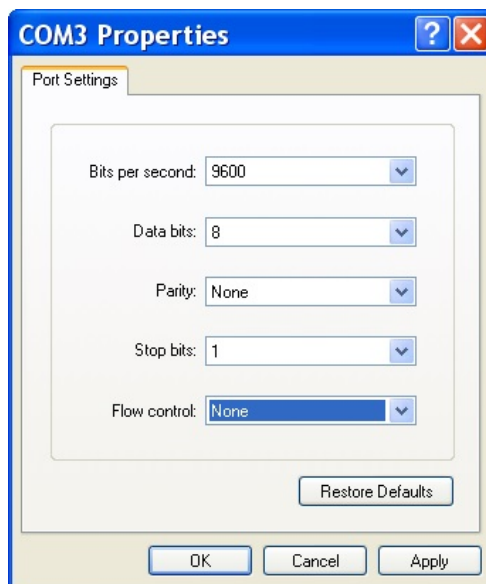 COM3 Properties
Port Settings
Bits per second: 9600
Data bits: 8
Parity: None
Stop bits: 1
Flow control: None
Restore Defaults
OK Cancel Apply